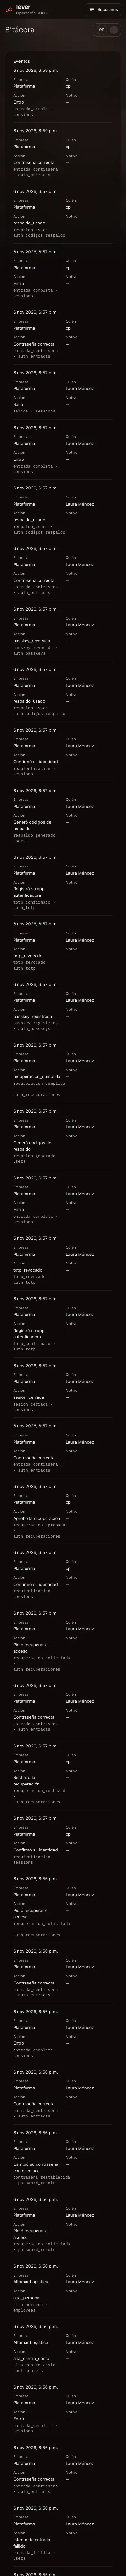 lever
Operación NOFIPO
Secciones
Bitácora
OP
Eventos
6 nov 2026, 6:59 p.m.
Empresa Quién
Plataforma op
Acción Motivo
Entró —
entrada_completa ·
sessions
6 nov 2026, 6:59 p.m.
Empresa Quién
Plataforma op
Acción Motivo
Contraseña correcta —
entrada_contrasena
· auth_entradas
6 nov 2026, 6:57 p.m.
Empresa Quién
Plataforma op
Acción Motivo
respaldo_usado —
respaldo_usado ·
auth_codigos_respaldo
6 nov 2026, 6:57 p.m.
Empresa Quién
Plataforma op
Acción Motivo
Entró —
entrada_completa ·
sessions
6 nov 2026, 6:57 p.m.
Empresa Quién
Plataforma op
Acción Motivo
Contraseña correcta —
entrada_contrasena
· auth_entradas
6 nov 2026, 6:57 p.m.
Empresa Quién
Plataforma Laura Méndez
Acción Motivo
Salió —
salida · sessions
6 nov 2026, 6:57 p.m.
Empresa Quién
Plataforma Laura Méndez
Acción Motivo
Entró —
entrada_completa ·
sessions
6 nov 2026, 6:57 p.m.
Empresa Quién
Plataforma Laura Méndez
Acción Motivo
respaldo_usado —
respaldo_usado ·
auth_codigos_respaldo
6 nov 2026, 6:57 p.m.
Empresa Quién
Plataforma Laura Méndez
Acción Motivo
Contraseña correcta —
entrada_contrasena
· auth_entradas
6 nov 2026, 6:57 p.m.
Empresa Quién
Plataforma Laura Méndez
Acción Motivo
passkey_revocada —
passkey_revocada ·
auth_passkeys
6 nov 2026, 6:57 p.m.
Empresa Quién
Plataforma Laura Méndez
Acción Motivo
respaldo_usado —
respaldo_usado ·
auth_codigos_respaldo
6 nov 2026, 6:57 p.m.
Empresa Quién
Plataforma Laura Méndez
Acción Motivo
Confirmó su identidad —
reautenticacion ·
sessions
6 nov 2026, 6:57 p.m.
Empresa Quién
Plataforma Laura Méndez
Acción Motivo
Generó códigos de —
respaldo
respaldo_generado ·
users
6 nov 2026, 6:57 p.m.
Empresa Quién
Plataforma Laura Méndez
Acción Motivo
Registró su app —
autenticadora
totp_confirmado ·
auth_totp
6 nov 2026, 6:57 p.m.
Empresa Quién
Plataforma Laura Méndez
Acción Motivo
totp_revocado —
totp_revocado ·
auth_totp
6 nov 2026, 6:57 p.m.
Empresa Quién
Plataforma Laura Méndez
Acción Motivo
passkey_registrada —
passkey_registrada
· auth_passkeys
6 nov 2026, 6:57 p.m.
Empresa Quién
Plataforma Laura Méndez
Acción Motivo
recuperacion_cumplida —
recuperacion_cumplida
·
auth_recuperaciones
6 nov 2026, 6:57 p.m.
Empresa Quién
Plataforma Laura Méndez
Acción Motivo
Generó códigos de —
respaldo
respaldo_generado ·
users
6 nov 2026, 6:57 p.m.
Empresa Quién
Plataforma Laura Méndez
Acción Motivo
Entró —
entrada_completa ·
sessions
6 nov 2026, 6:57 p.m.
Empresa Quién
Plataforma Laura Méndez
Acción Motivo
totp_revocado —
totp_revocado ·
auth_totp
6 nov 2026, 6:57 p.m.
Empresa Quién
Plataforma Laura Méndez
Acción Motivo
Registró su app —
autenticadora
totp_confirmado ·
auth_totp
6 nov 2026, 6:57 p.m.
Empresa Quién
Plataforma Laura Méndez
Acción Motivo
sesion_cerrada —
sesion_cerrada ·
sessions
6 nov 2026, 6:57 p.m.
Empresa Quién
Plataforma Laura Méndez
Acción Motivo
Contraseña correcta —
entrada_contrasena
· auth_entradas
6 nov 2026, 6:57 p.m.
Empresa Quién
Plataforma op
Acción Motivo
Aprobó la recuperación —
recuperacion_aprobada
·
auth_recuperaciones
6 nov 2026, 6:57 p.m.
Empresa Quién
Plataforma op
Acción Motivo
Confirmó su identidad —
reautenticacion ·
sessions
6 nov 2026, 6:57 p.m.
Empresa Quién
Plataforma Laura Méndez
Acción Motivo
Pidió recuperar el —
acceso
recuperacion_solicitada
·
auth_recuperaciones
6 nov 2026, 6:57 p.m.
Empresa Quién
Plataforma Laura Méndez
Acción Motivo
Contraseña correcta —
entrada_contrasena
· auth_entradas
6 nov 2026, 6:57 p.m.
Empresa Quién
Plataforma op
Acción Motivo
Rechazó la —
recuperación
recuperacion_rechazada
·
auth_recuperaciones
6 nov 2026, 6:57 p.m.
Empresa Quién
Plataforma op
Acción Motivo
Confirmó su identidad —
reautenticacion ·
sessions
6 nov 2026, 6:56 p.m.
Empresa Quién
Plataforma Laura Méndez
Acción Motivo
Pidió recuperar el —
acceso
recuperacion_solicitada
·
auth_recuperaciones
6 nov 2026, 6:56 p.m.
Empresa Quién
Plataforma Laura Méndez
Acción Motivo
Contraseña correcta —
entrada_contrasena
· auth_entradas
6 nov 2026, 6:56 p.m.
Empresa Quién
Plataforma Laura Méndez
Acción Motivo
Entró —
entrada_completa ·
sessions
6 nov 2026, 6:56 p.m.
Empresa Quién
Plataforma Laura Méndez
Acción Motivo
Contraseña correcta —
entrada_contrasena
· auth_entradas
6 nov 2026, 6:56 p.m.
Empresa Quién
Plataforma Laura Méndez
Acción Motivo
Cambió su contraseña —
con el enlace
contrasena_restablecida
· password_resets
6 nov 2026, 6:56 p.m.
Empresa Quién
Plataforma Laura Méndez
Acción Motivo
Pidió recuperar el —
acceso
recuperacion_solicitada
· password_resets
6 nov 2026, 6:56 p.m.
Empresa Quién
Altamar Logística Laura Méndez
Acción Motivo
alta_persona —
alta_persona ·
employees
6 nov 2026, 6:56 p.m.
Empresa Quién
Altamar Logística Laura Méndez
Acción Motivo
alta_centro_costo —
alta_centro_costo ·
cost_centers
6 nov 2026, 6:56 p.m.
Empresa Quién
Plataforma Laura Méndez
Acción Motivo
Entró —
entrada_completa ·
sessions
6 nov 2026, 6:56 p.m.
Empresa Quién
Plataforma Laura Méndez
Acción Motivo
Contraseña correcta —
entrada_contrasena
· auth_entradas
6 nov 2026, 6:56 p.m.
Empresa Quién
Plataforma Laura Méndez
Acción Motivo
Intento de entrada —
fallido
entrada_fallida ·
users
6 nov 2026, 6:55 p.m.